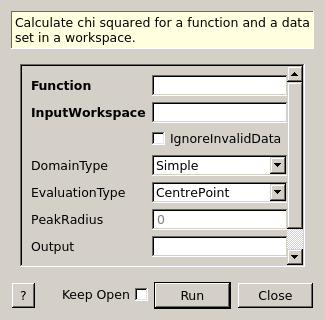 Calculate chi squared for a function and a data
set in a workspace.
Function
InputWorkspace
IgnoreInvalidData
DomainType Simple
EvaluationType CentrePoint
PeakRadius 0
Output
? Keep Open Run Close